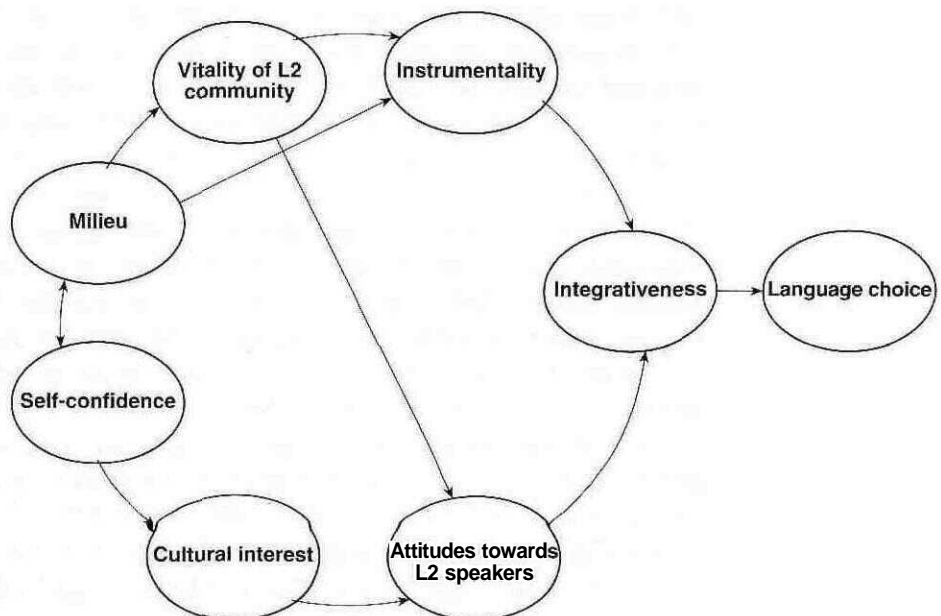 Vitality of L2
community
Instrumentality
Milieu
Integrativeness
Language choice
Self-confidence
Cultural interest
Attitudes towards
L2 speakers